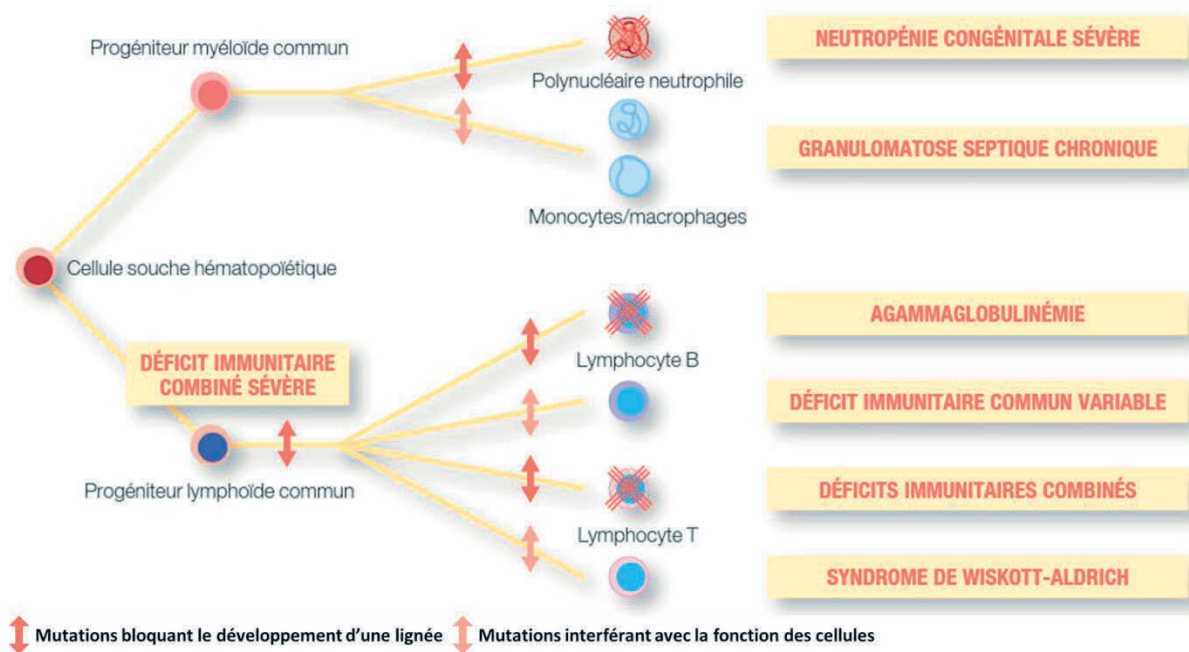 Progéniteur myéloïde commun
Polynucléaire neutrophile
NEUTROPÉNIE CONGÉNITALE SÉVÈRE
GRANULOMATOSE SEPTIQUE CHRONIQUE
Monocytes/macrophages
Cellule souche hématopoïétique
DÉFICIT IMMUNITAIRE
COMBINÉ SÉVÈRE
Progéniteur lymphoïde commun
AGAMMAGLOBULINÉMIE
Lymphocyte B
DÉFICIT IMMUNITAIRE COMMUN VARIABLE
DÉFICITS IMMUNITAIRES COMBINÉS
Lymphocyte T
SYNDROME DE WISKOTT-ALDRICH
Mutations bloquant le développement d’une lignée
Mutations interférant avec la fonction des cellules